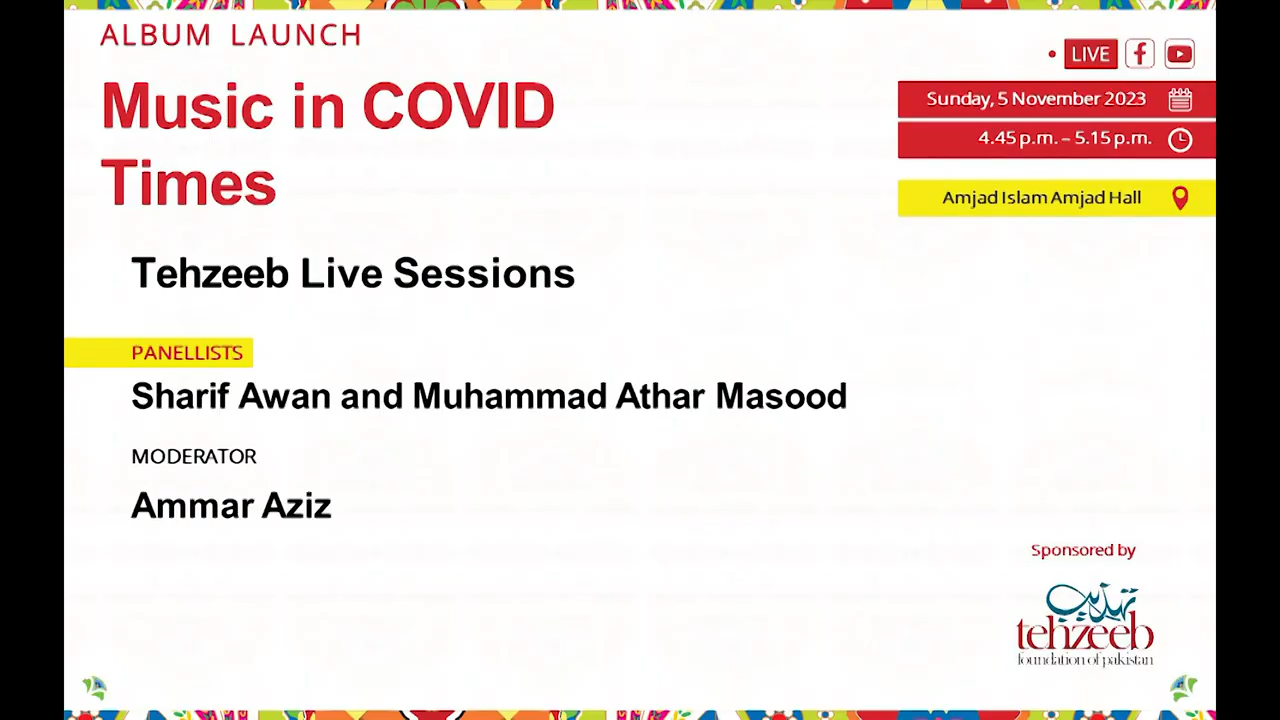 ALBUM LAUNCH
LIVE
Music in COVID
Times
Sunday, 5 November 2023
4.45 p.m. – 5.15 p.m.
Amjad Islam Amjad Hall
Tehzeeb Live Sessions
PANELLISTS
Sharif Awan and Muhammad Athar Masood
MODERATOR
Ammar Aziz
Sponsored by
تہذیب
tehzeeb
foundation of pakistan